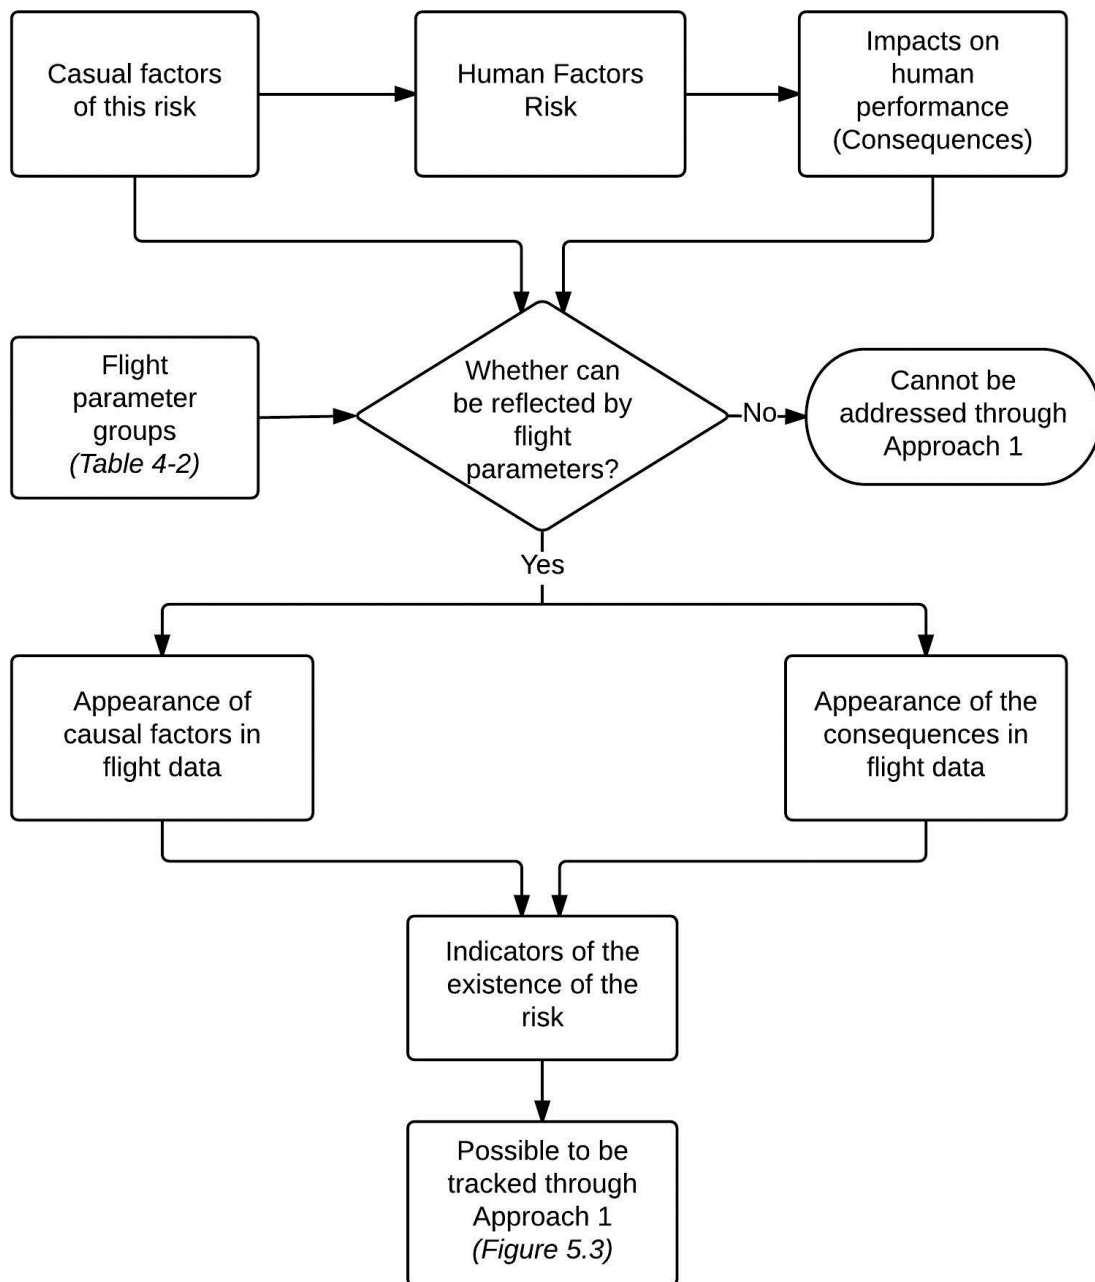 Casual factors
of this risk
Human Factors
Risk
Impacts on
human
performance
(Consequences)
Flight
parameter
groups
(Table 4-2)
Whether can
be reflected by
flight
parameters?
No
Cannot be
addressed through
Approach 1
Yes
Appearance of
causal factors in
flight data
Appearance of the
consequences in
flight data
Indicators of the
existence of the
risk
Possible to be
tracked through
Approach 1
(Figure 5.3)